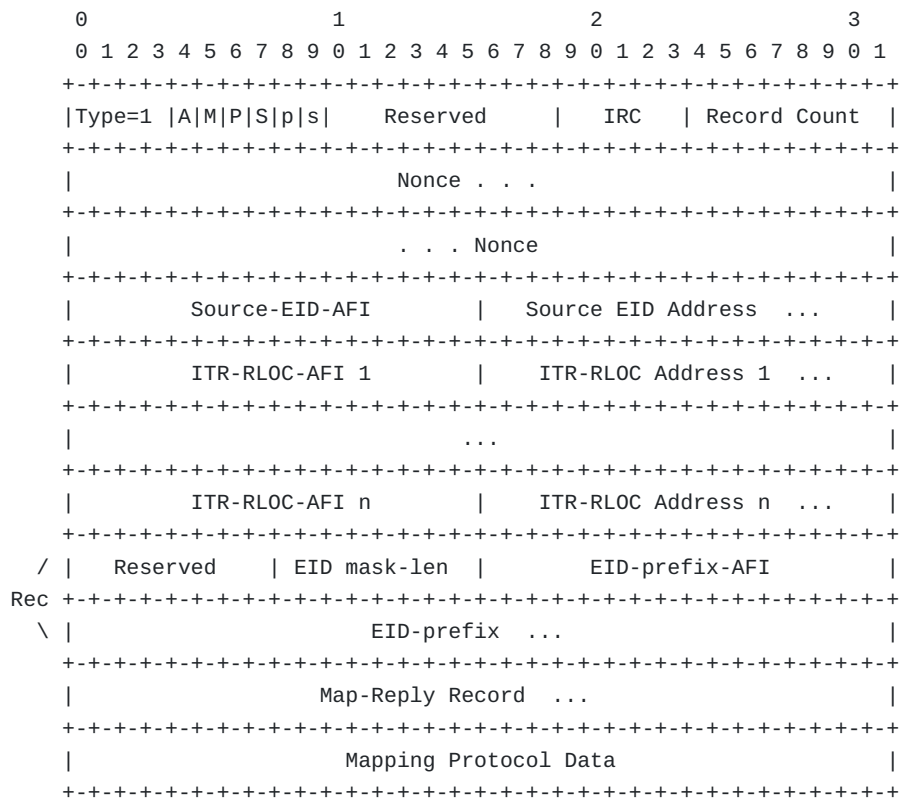 0                   1                   2                   3
 0 1 2 3 4 5 6 7 8 9 0 1 2 3 4 5 6 7 8 9 0 1 2 3 4 5 6 7 8 9 0 1
+-+-+-+-+-+-+-+-+-+-+-+-+-+-+-+-+-+-+-+-+-+-+-+-+-+-+-+-+-+-+-+-+
|Type=1 |A|M|P|S|p|s|    Reserved     |   IRC   | Record Count  |
+-+-+-+-+-+-+-+-+-+-+-+-+-+-+-+-+-+-+-+-+-+-+-+-+-+-+-+-+-+-+-+-+
|                         Nonce . . .                           |
+-+-+-+-+-+-+-+-+-+-+-+-+-+-+-+-+-+-+-+-+-+-+-+-+-+-+-+-+-+-+-+-+
|                         . . . Nonce                           |
+-+-+-+-+-+-+-+-+-+-+-+-+-+-+-+-+-+-+-+-+-+-+-+-+-+-+-+-+-+-+-+-+
|         Source-EID-AFI        |   Source EID Address  ...     |
+-+-+-+-+-+-+-+-+-+-+-+-+-+-+-+-+-+-+-+-+-+-+-+-+-+-+-+-+-+-+-+-+
|         ITR-RLOC-AFI 1        |    ITR-RLOC Address 1  ...    |
+-+-+-+-+-+-+-+-+-+-+-+-+-+-+-+-+-+-+-+-+-+-+-+-+-+-+-+-+-+-+-+-+
|                              ...                              |
+-+-+-+-+-+-+-+-+-+-+-+-+-+-+-+-+-+-+-+-+-+-+-+-+-+-+-+-+-+-+-+-+
|         ITR-RLOC-AFI n        |    ITR-RLOC Address n  ...    |
+-+-+-+-+-+-+-+-+-+-+-+-+-+-+-+-+-+-+-+-+-+-+-+-+-+-+-+-+-+-+-+-+
/ |   Reserved    | EID mask-len  |        EID-prefix-AFI         |
Rec +-+-+-+-+-+-+-+-+-+-+-+-+-+-+-+-+-+-+-+-+-+-+-+-+-+-+-+-+-+-+-+-+
\ |                       EID-prefix  ...                         |
+-+-+-+-+-+-+-+-+-+-+-+-+-+-+-+-+-+-+-+-+-+-+-+-+-+-+-+-+-+-+-+-+
|                   Map-Reply Record  ...                       |
+-+-+-+-+-+-+-+-+-+-+-+-+-+-+-+-+-+-+-+-+-+-+-+-+-+-+-+-+-+-+-+-+
|                     Mapping Protocol Data                     |
+-+-+-+-+-+-+-+-+-+-+-+-+-+-+-+-+-+-+-+-+-+-+-+-+-+-+-+-+-+-+-+-+